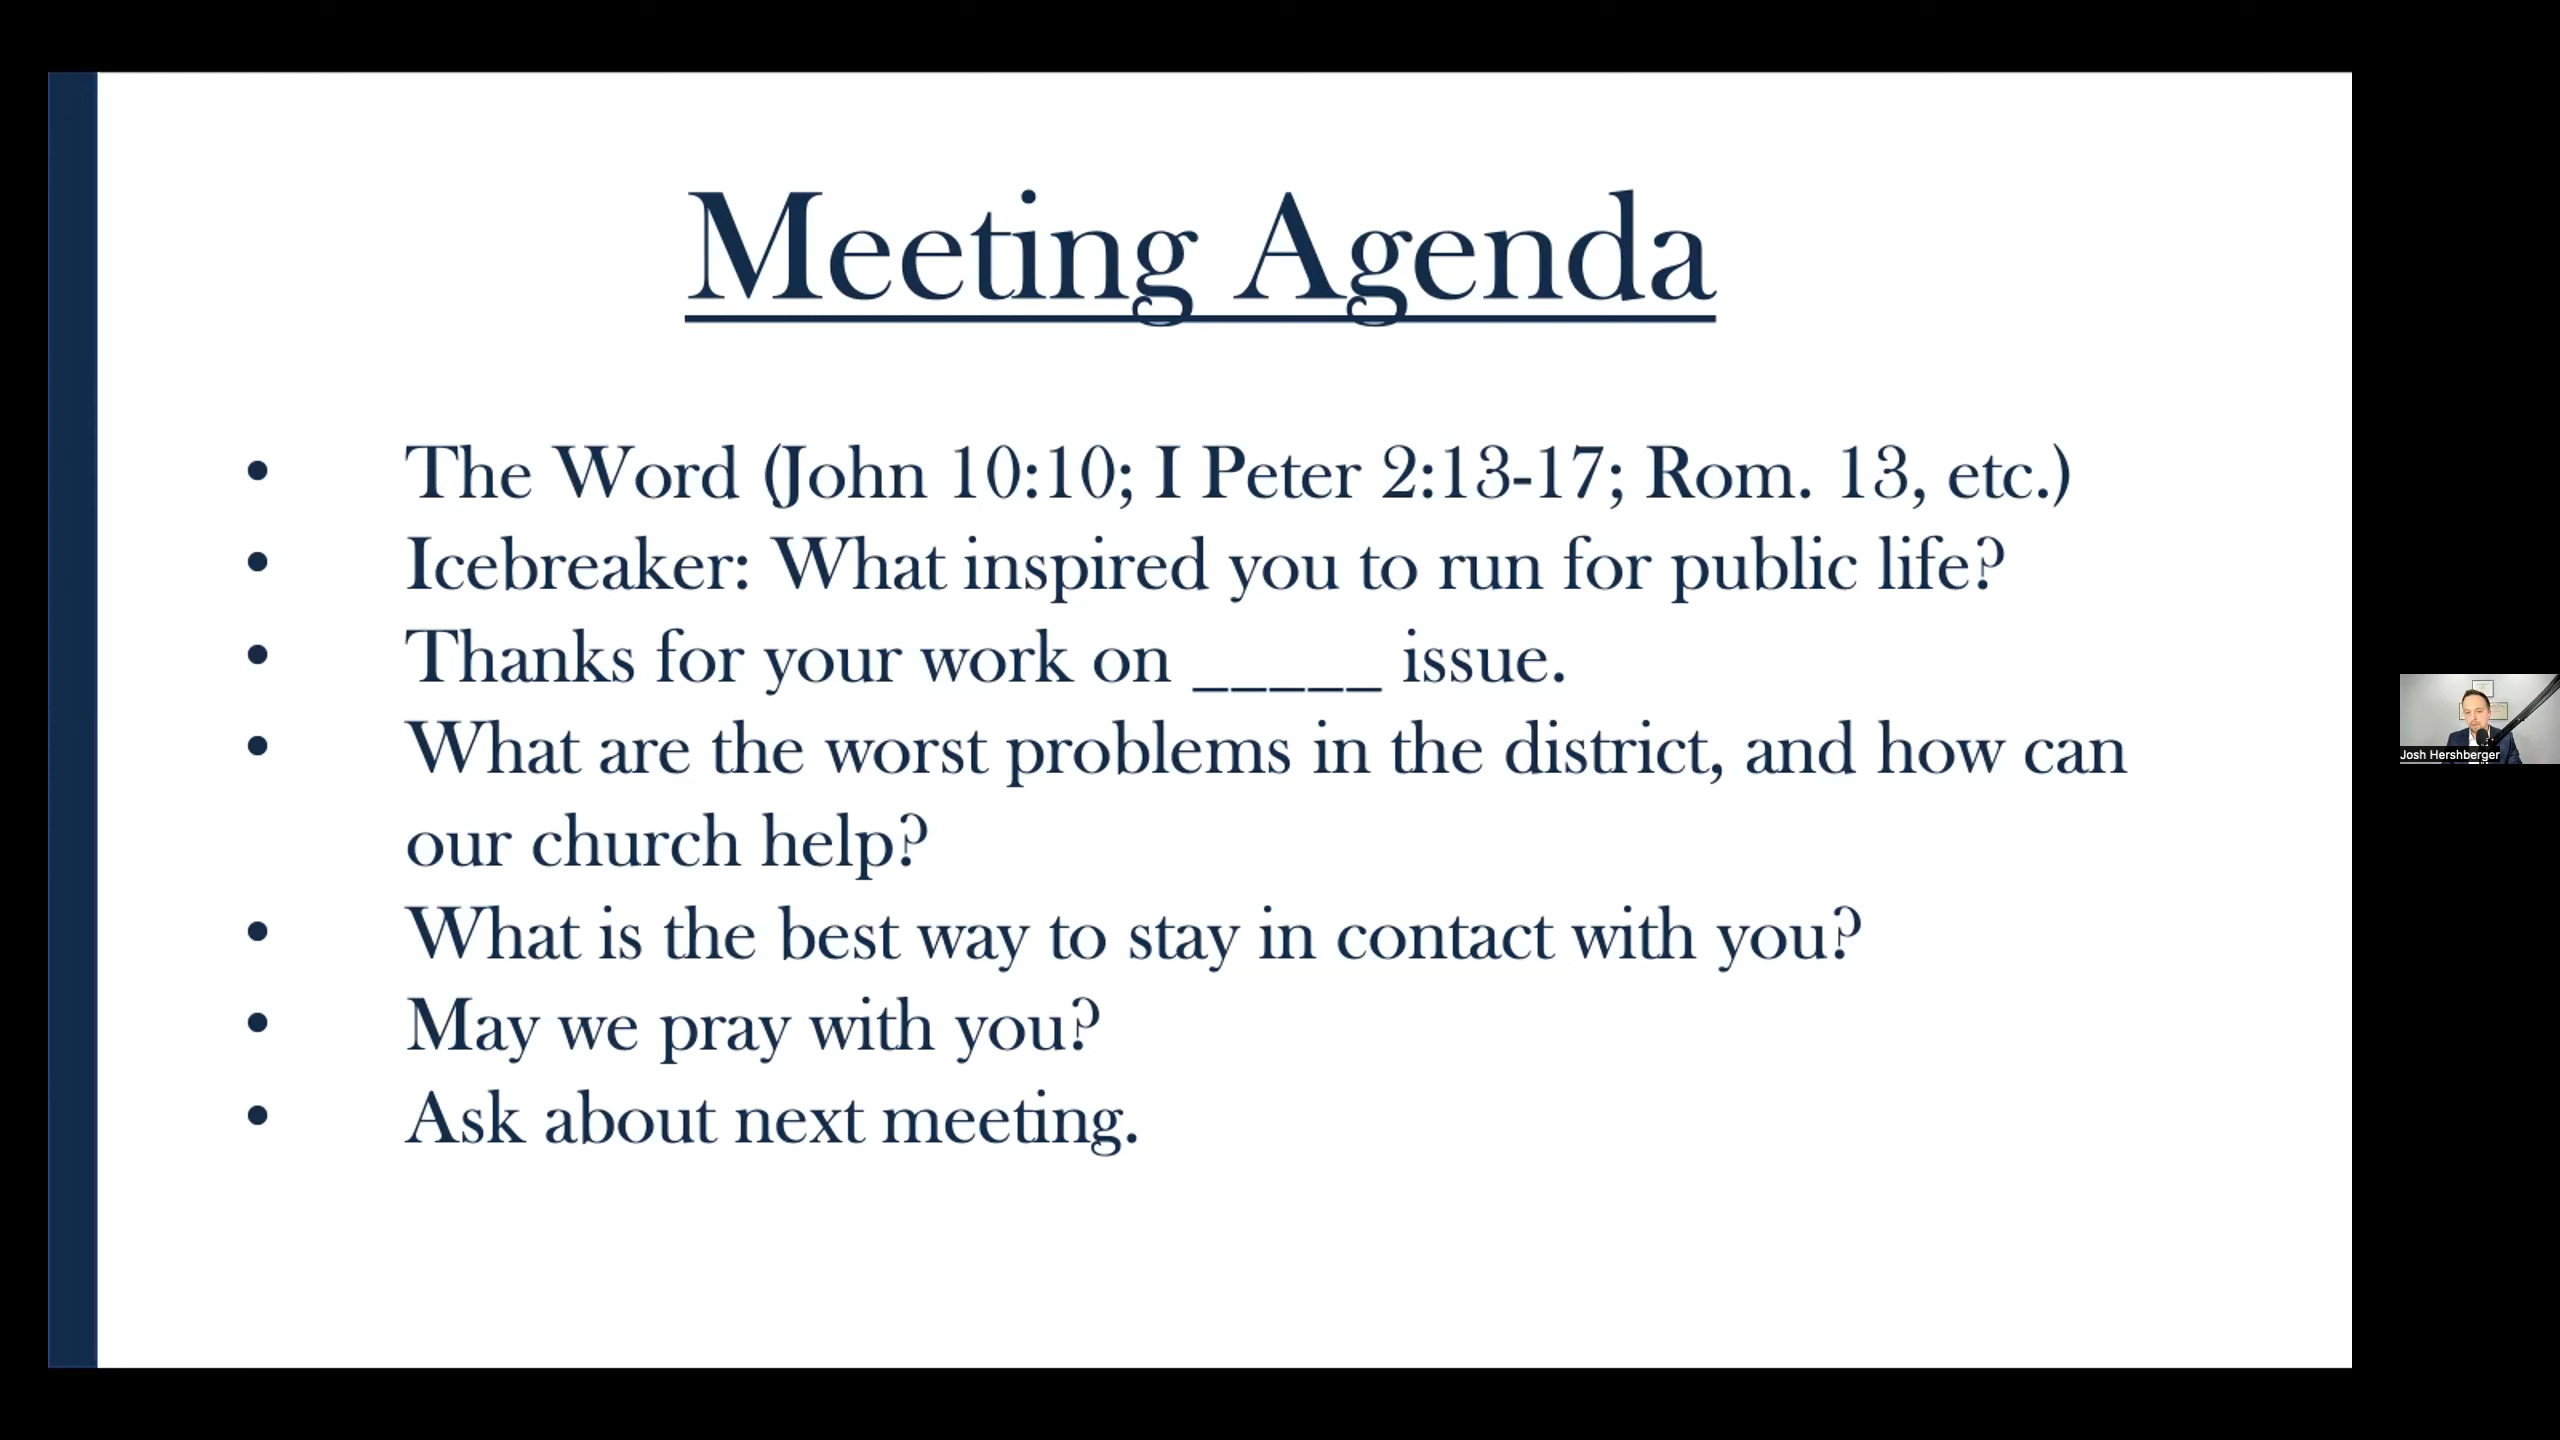 Meeting Agenda
• The Word (John 10:10; I Peter 2:13-17; Rom. 13, etc.)
• Icebreaker: What inspired you to run for public life?
• Thanks for your work on _____ issue.
• What are the worst problems in the district, and how can
our church help?
• What is the best way to stay in contact with you?
• May we pray with you?
• Ask about next meeting.
Josh Hershberger